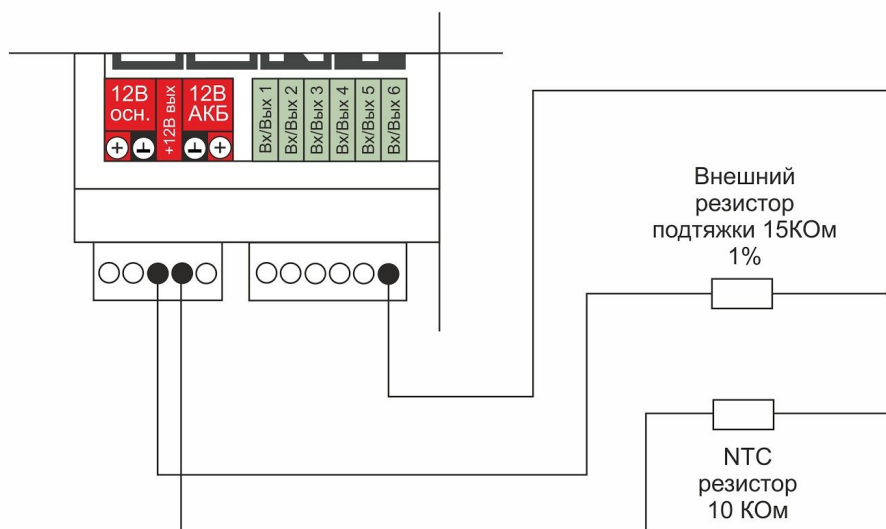 12В
осн.
+12В вых
12В
АКБ
Вх/Вых 1
Вх/Вых 2
Вх/Вых 3
Вх/Вых 4
Вх/Вых 5
Вх/Вых 6
Внешний
резистор
подтяжки 15КОм
1%
NTC
резистор
10 КОм